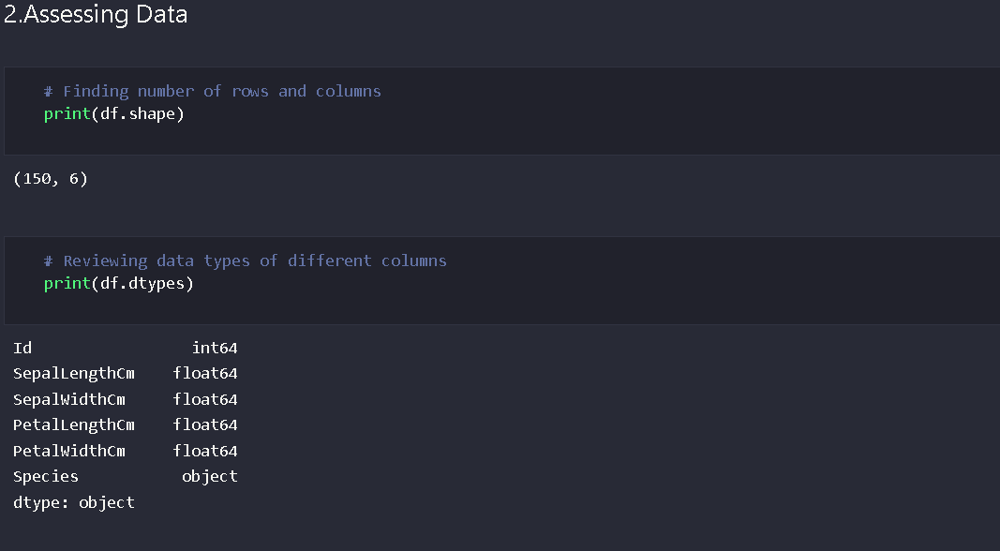 2.Assessing Data
# Finding number of rows and columns
print(df.shape)
(150, 6)
# Reviewing data types of different columns
print(df.dtypes)
Id                 int64
SepalLengthCm    float64
SepalWidthCm     float64
PetalLengthCm    float64
PetalWidthCm     float64
Species           object
dtype: object